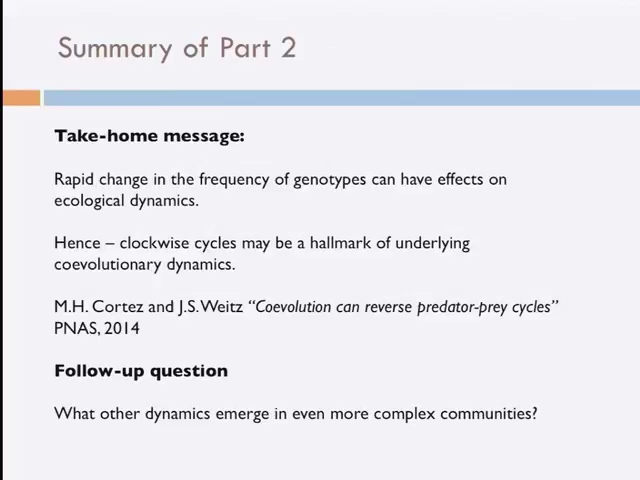 Summary of Part 2
Take-home message:
Rapid change in the frequency of genotypes can have effects on
ecological dynamics.
Hence – clockwise cycles may be a hallmark of underlying
coevolutionary dynamics.
M.H. Cortez and J.S. Weitz “Coevolution can reverse predator-prey cycles”
PNAS, 2014
Follow-up question
What other dynamics emerge in even more complex communities?